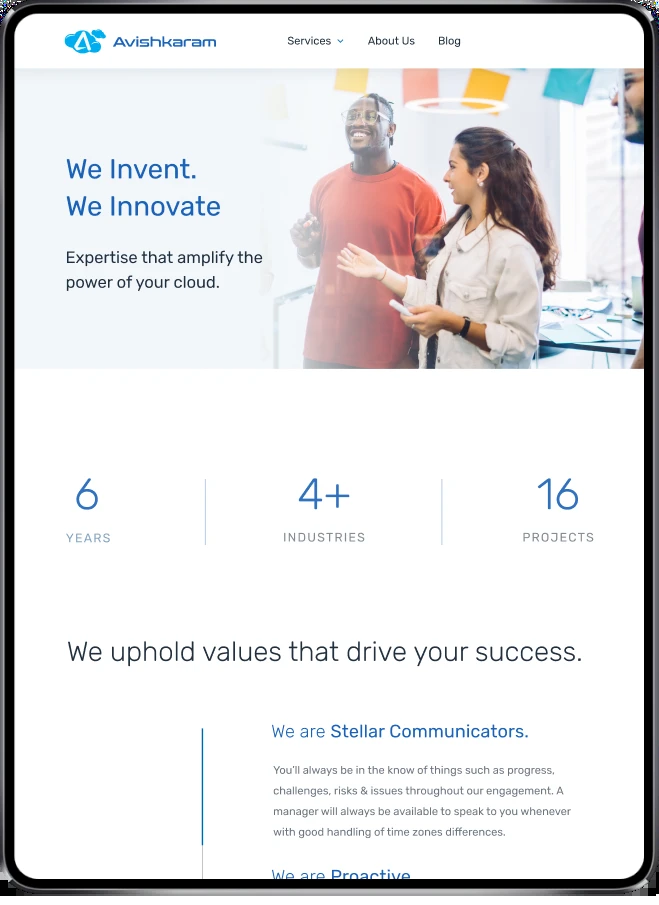 Avishkaram
Services
About Us
Blog
We Invent.
We Innovate
Expertise that amplify the
power of your cloud.
6
YEARS
4+
INDUSTRIES
16
PROJECTS
We uphold values that drive your success.
We are Stellar Communicators.
You'll always be in the know of things such as progress,
challenges, risks & issues throughout our engagement. A
manager will always be available to speak to you whenever
with good handling of time zones differences.
We are Proactive